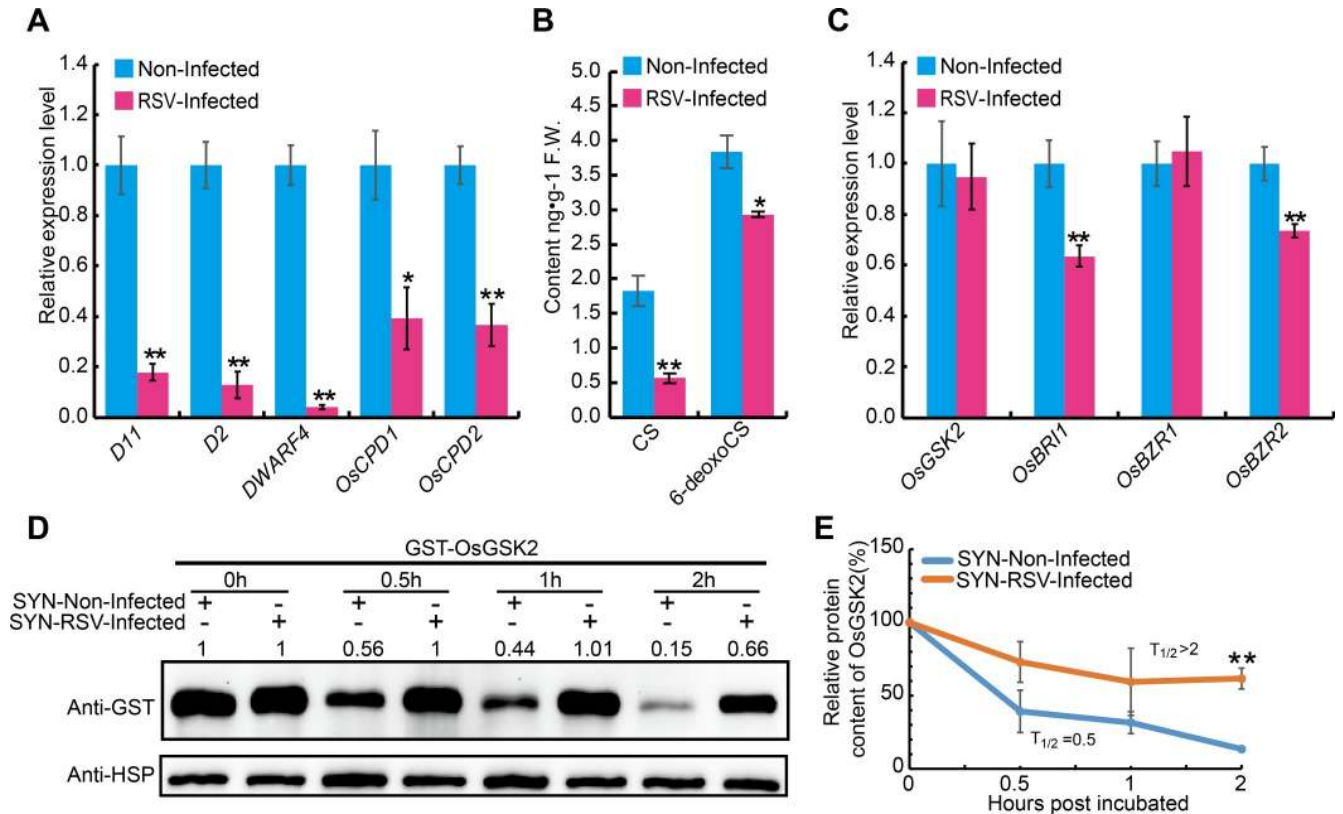 A
Relative expression level
1.4
1.2
1.0
0.8
0.6
0.4
0.2
0.0
Non-Infected
RSV-Infected
**
**
**
*
**
D11
D2
DWARF4
OsCPD1
OsCPD2
B
Content ng•g-1 F.W.
5.0
4.5
4.0
3.5
3.0
2.5
2.0
1.5
1.0
0.5
0.0
Non-Infected
RSV-Infected
**
*
CS
6-deoxoCS
C
Relative expression level
1.4
1.2
1.0
0.8
0.6
0.4
0.2
0.0
Non-Infected
RSV-Infected
**
**
OsGSK2
OsBRI1
OsBZR1
OsBZR2
D
GST-OsGSK2
0h 0.5h 1h 2h
SYN-Non-Infected + - + - + - + -
SYN-RSV-Infected - + - + - + - +
1 1 0.56 1 0.44 1.01 0.15 0.66
Anti-GST
Anti-HSP
E
Relative protein
content of OsGSK2(%)
150
100
50
0
SYN-Non-Infected
SYN-RSV-Infected
T1/2>2
**
T1/2=0.5
0 0.5 1 2
Hours post incubated